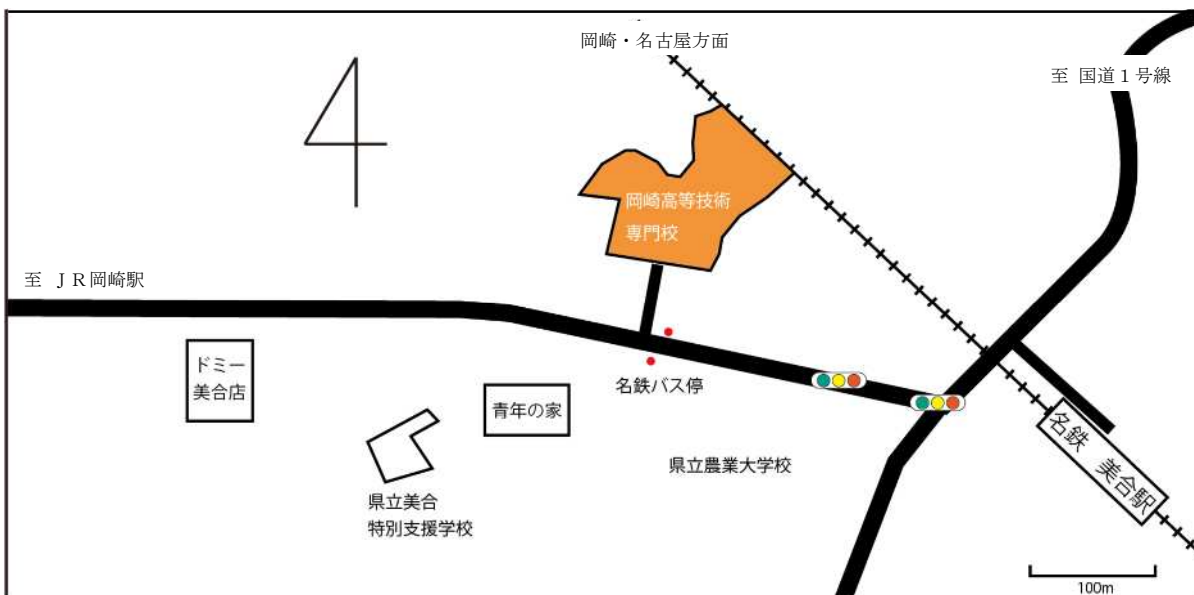 岡崎・名古屋方面
至 国道1号線
岡崎高等技術
専門校
至 JR岡崎駅
ドミー
美合店
青年の家
名鉄バス停
県立農業大学校
県立美合
特別支援学校
名鉄 美合駅
100m